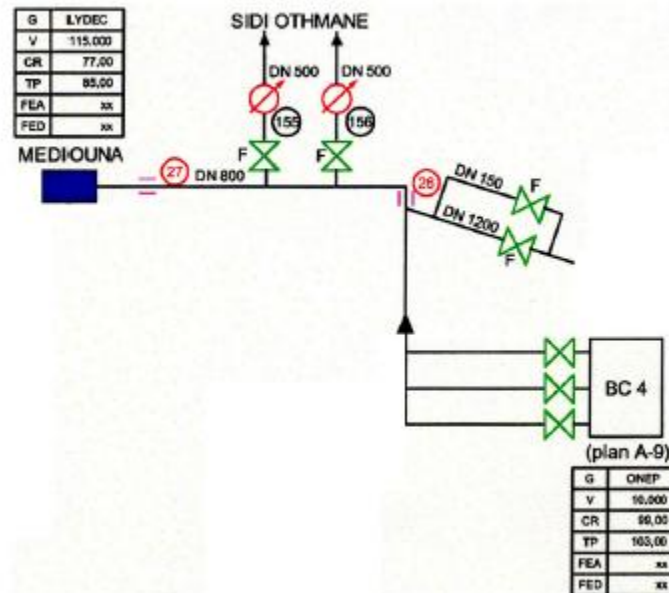 G ILYDEC
V 115.000
CR 77,00
TP 85,00
FEA xx
FED xx
SIDI OTHMANE
DN 500 DN 500
155 156
MEDIOUNA
F F
27 DN 800
28
DN 150 F
DN 1200
F
BC 4
(plan A-9)
G ONEP
V 10.000
CR 99,00
TP 103,00
FEA xx
FED xx